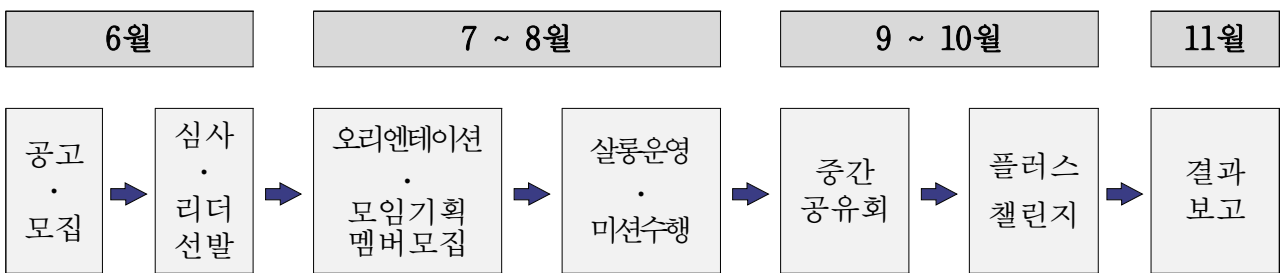 6월
7 ~ 8월
9 ~ 10월
11월
공고
·
모집
심사
·
리더
선발
오리엔테이션
·
모임기획
멤버모집
살롱운영
·
미션수행
중간
공유회
플러스
챌린지
결과
보고